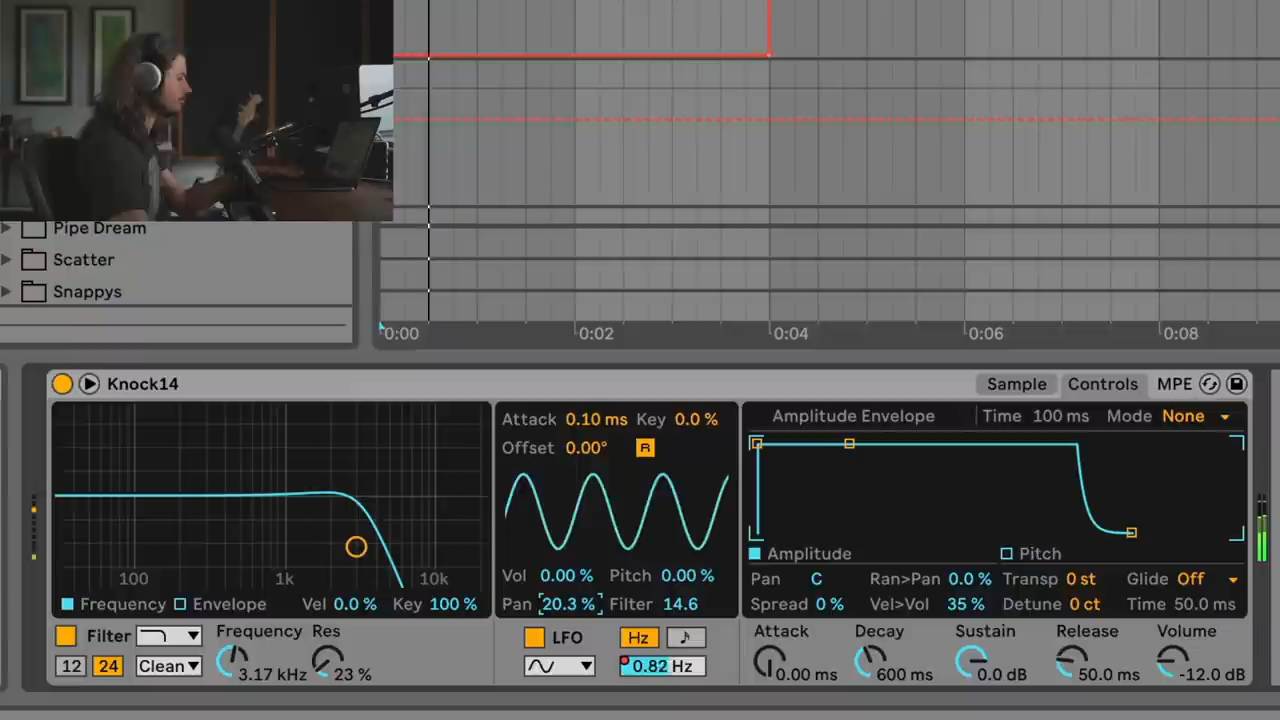 Pipe Dream
Scatter
Snappys
0:00 0:02 0:04 0:06 0:08
Knock14 Sample Controls MPE
Attack 0.10 ms Key 0.0 %
Offset 0.00° R
100 1k 10k
Frequency Envelope Vel 0.0 % Key 100 %
Vol 0.00 % Pitch 0.00 %
Pan 20.3 % Filter 14.6
Amplitude Envelope Time 100 ms Mode None
Amplitude Pitch
Pan C Ran>Pan 0.0 % Transp 0 st Glide Off
Spread 0 % Vel>Vol 35 % Detune 0 ct Time 50.0 ms
Filter Frequency Res
12 24 Clean 3.17 kHz 23 %
LFO Hz
0.82 Hz
Attack Decay Sustain Release Volume
0.00 ms 600 ms 0.0 dB 50.0 ms -12.0 dB